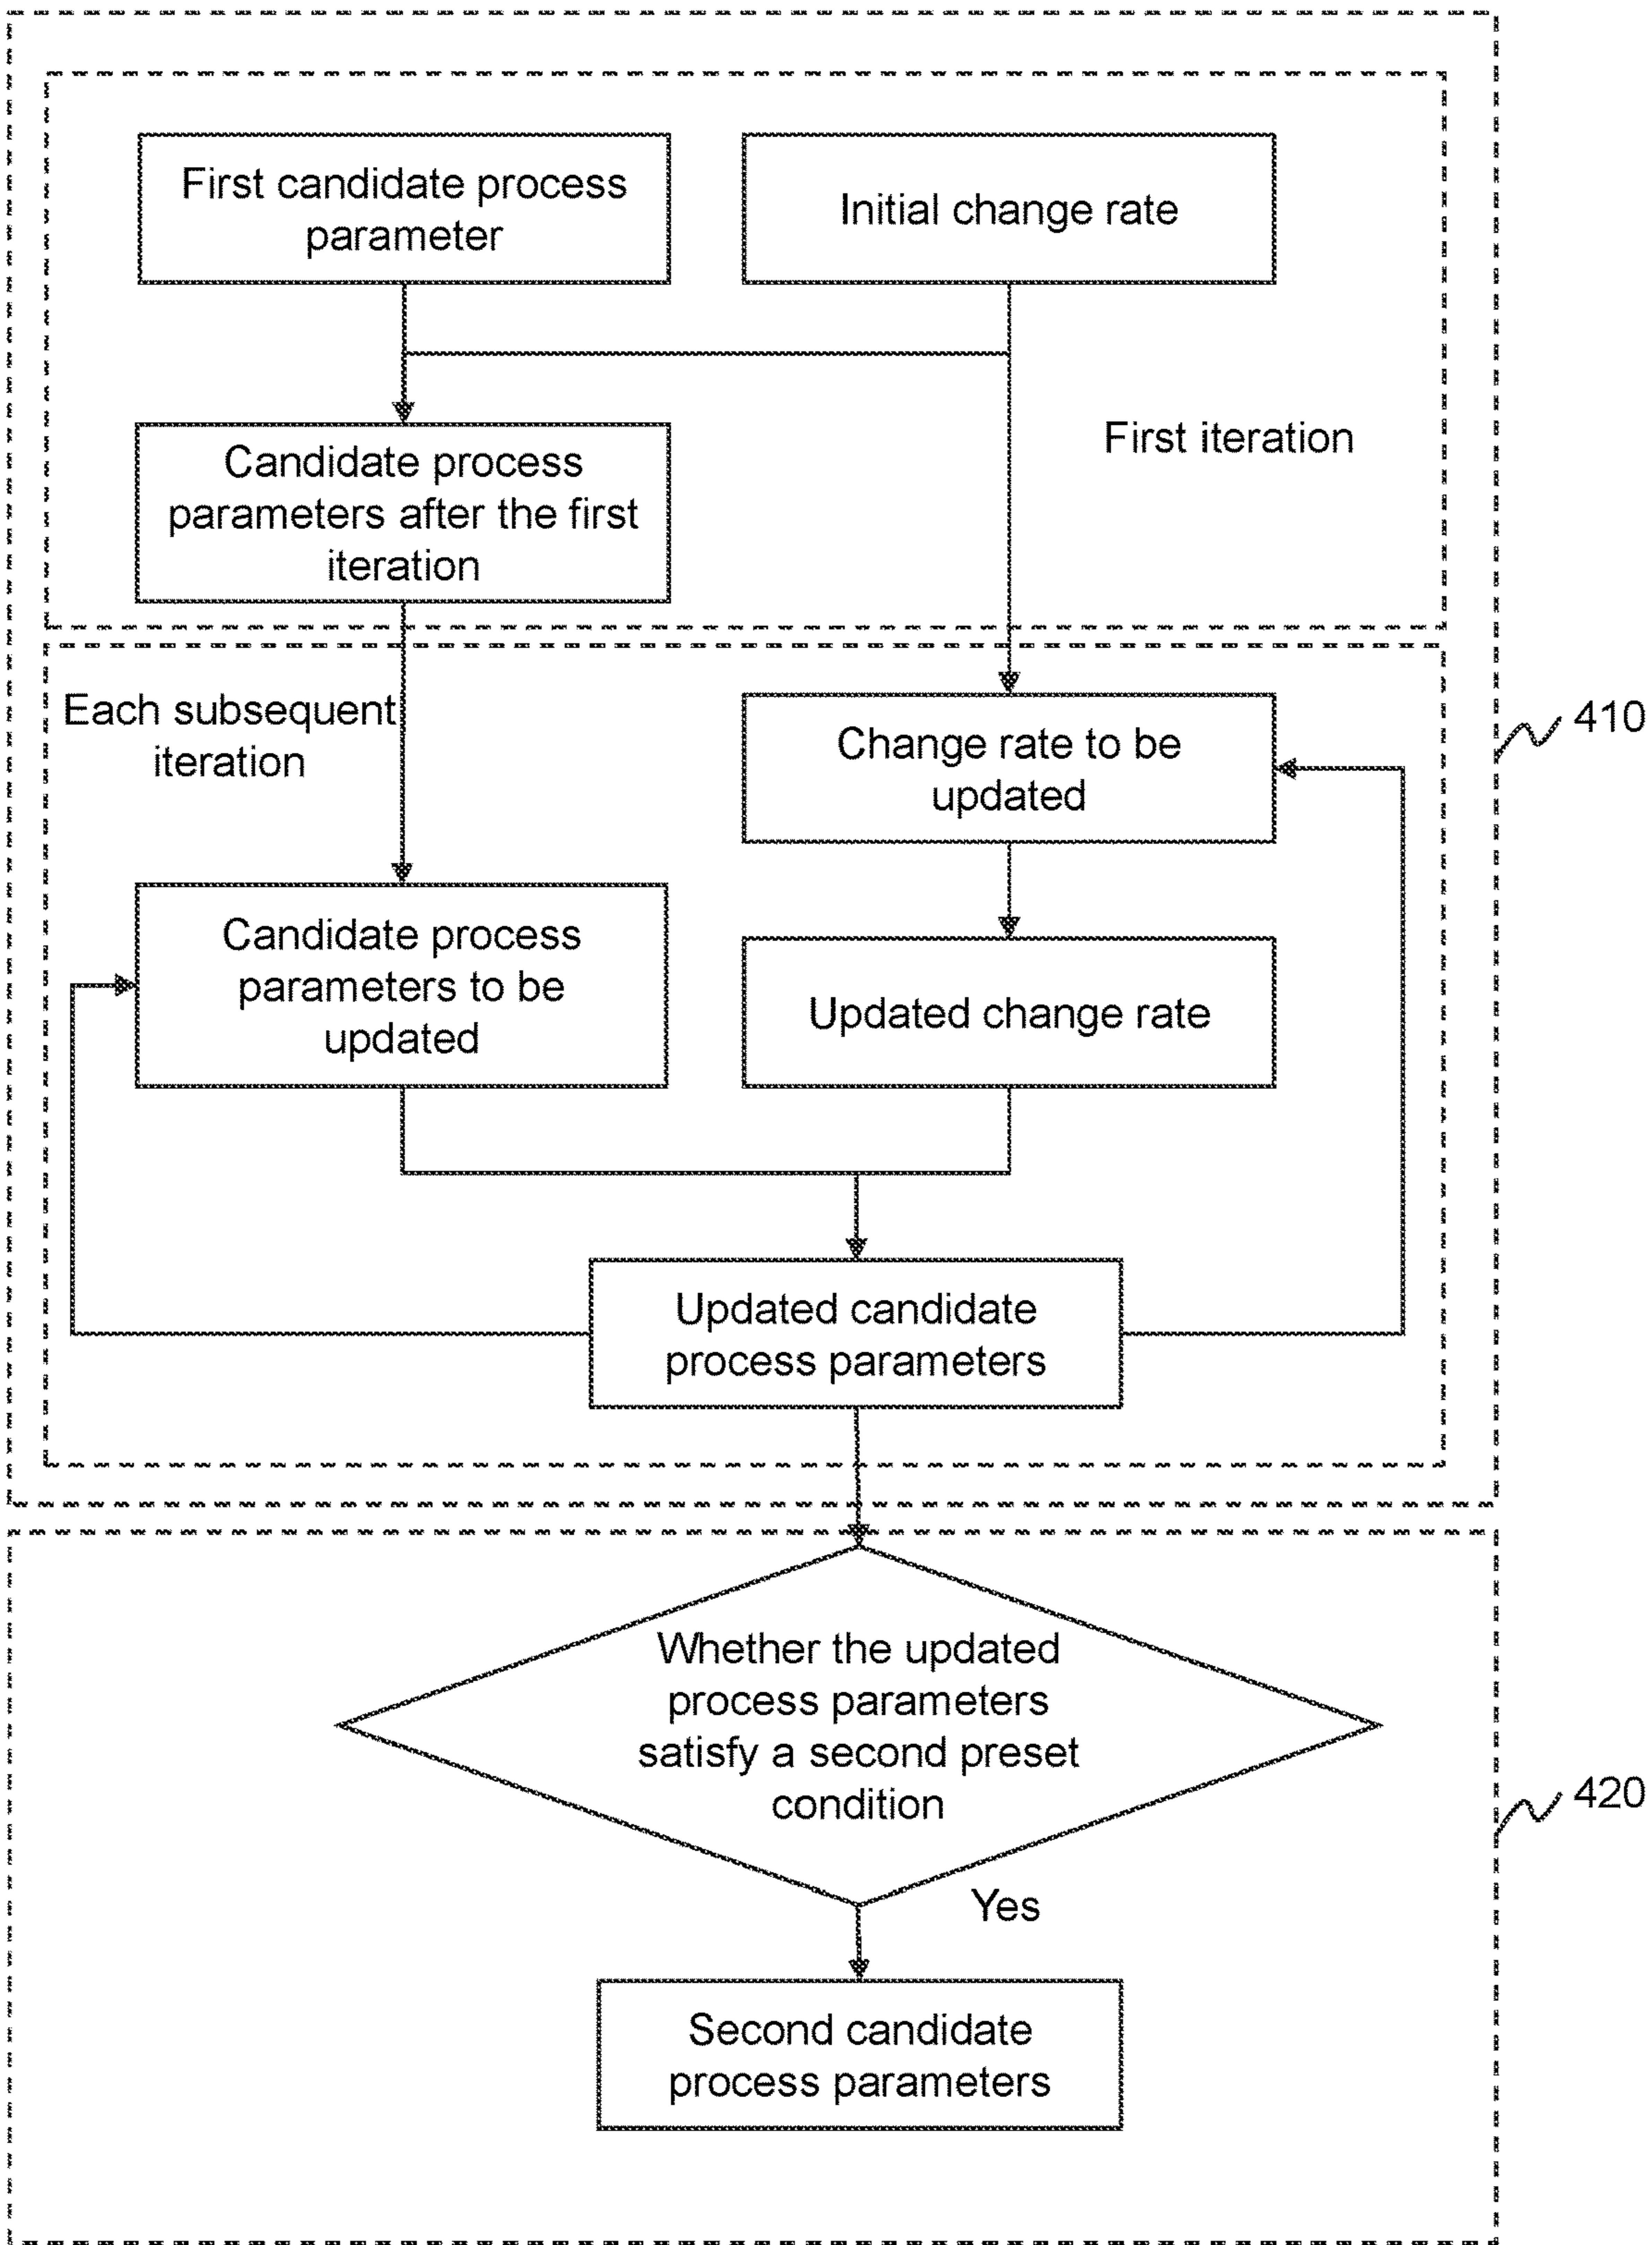 First candidate process
parameter
Initial change rate
Candidate process
parameters after the first
iteration
First iteration
Each subsequent
iteration
Change rate to be
updated
410
Candidate process
parameters to be
updated
Updated change rate
Updated candidate
process parameters
Whether the updated
process parameters
satisfy a second preset
condition
420
Yes
Second candidate
process parameters